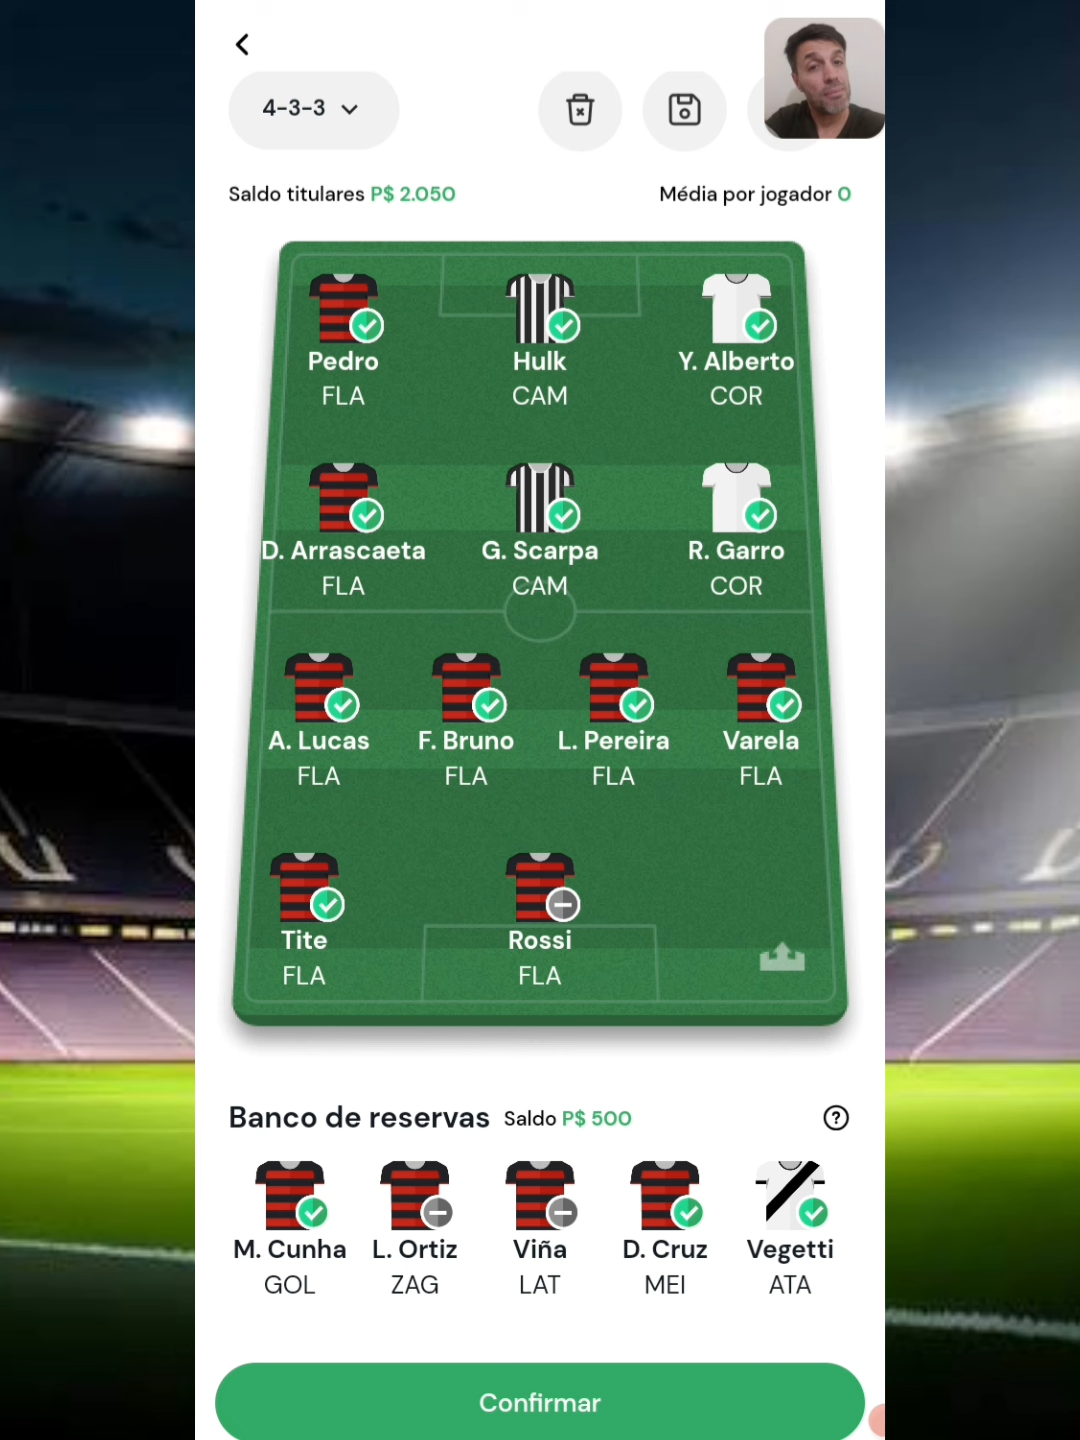 4-3-3
Saldo titulares P$ 2.050 Média por jogador 0
Pedro Hulk Y. Alberto
FLA CAM COR
D. Arrascaeta G. Scarpa R. Garro
FLA CAM COR
A. Lucas F. Bruno L. Pereira Varela
FLA FLA FLA FLA
Tite Rossi
FLA FLA
Banco de reservas Saldo P$ 500 ?
M. Cunha L. Ortiz Viña D. Cruz Vegetti
GOL ZAG LAT MEI ATA
Confirmar